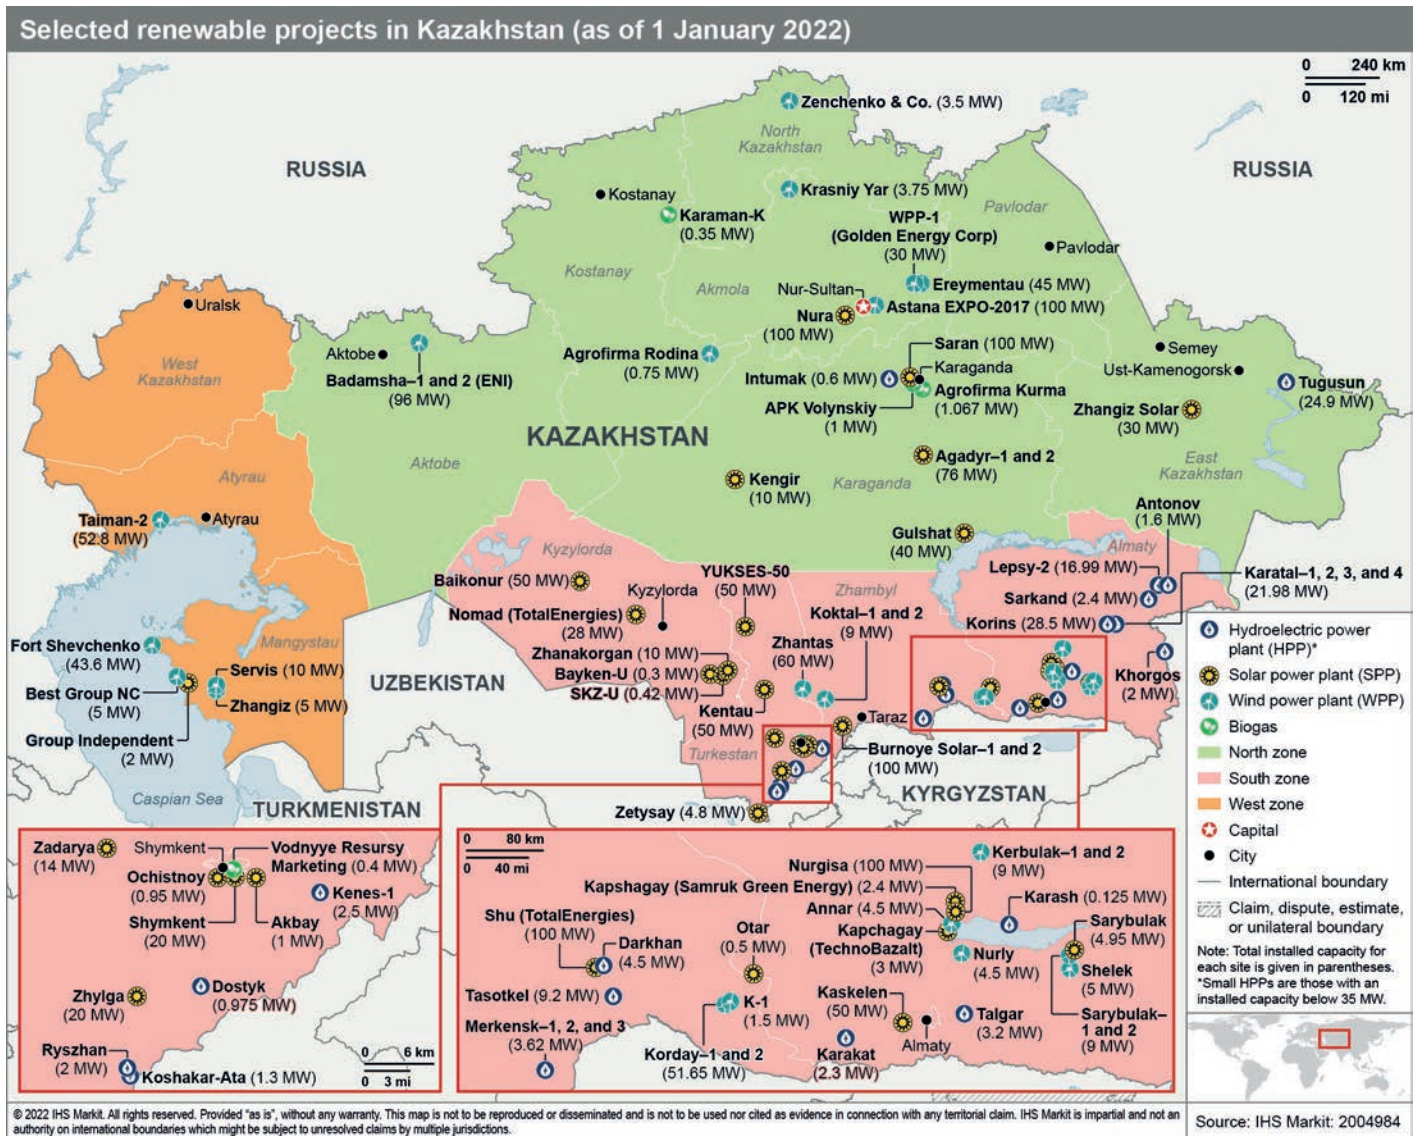 Selected renewable projects in Kazakhstan (as of 1 January 2022)
0 240 km
0 120 mi
Zenchenko & Co. (3.5 MW)
North
Kazakhstan
RUSSIA
RUSSIA
Kostanay
Krasniy Yar (3.75 MW)
Karaman-K
(0.35 MW)
WPP-1
(Golden Energy Corp)
(30 MW)
Pavlodar
Pavlodar
Kostanay
Akmola
Ereymentau (45 MW)
Nur-Sultan
Astana EXPO-2017 (100 MW)
Nura
(100 MW)
Uralsk
West
Kazakhstan
Aktobe
Badamsha–1 and 2 (ENI)
(96 MW)
Agrofirma Rodina
(0.75 MW)
Saran (100 MW)
Karaganda
Intumak (0.6 MW)
Agrofirma Kurma
(1.067 MW)
APK Volynskiy
(1 MW)
Semey
Ust-Kamenogorsk
Tugusun
(24.9 MW)
Zhangiz Solar
(30 MW)
KAZAKHSTAN
Aktobe
Atyrau
Kengir
(10 MW)
Karaganda
Agadyr–1 and 2
(76 MW)
East
Kazakhstan
Taiman-2
(52.8 MW)
Atyrau
Antonov
(1.6 MW)
Gulshat
(40 MW)
Almaty
Kyzylorda
Baikonur (50 MW)
Kyzylorda
Nomad (TotalEnergies)
(28 MW)
YUKSES-50
(50 MW)
Zhambyl
Lepsy-2 (16.99 MW)
Karatal–1, 2, 3, and 4
(21.98 MW)
Sarkand (2.4 MW)
Koktal–1 and 2
(9 MW)
Korins (28.5 MW)
Mangystau
Fort Shevchenko
(43.6 MW)
Servis (10 MW)
Best Group NC
(5 MW)
Zhangiz (5 MW)
Group Independent
(2 MW)
UZBEKISTAN
Zhanakorgan (10 MW)
Bayken-U (0.3 MW)
SKZ-U (0.42 MW)
Zhantas
(60 MW)
Kentau
(50 MW)
Khorgos
(2 MW)
Taraz
Turkestan
Burnoye Solar–1 and 2
(100 MW)
Caspian Sea
TURKMENISTAN
KYRGYZSTAN
Zetysay (4.8 MW)
Hydroelectric power
plant (HPP)*
Solar power plant (SPP)
Wind power plant (WPP)
Biogas
North zone
South zone
West zone
Capital
City
International boundary
Claim, dispute, estimate,
or unilateral boundary
Note: Total installed capacity for
each site is given in parentheses.
*Small HPPs are those with an
installed capacity below 35 MW.
Zadarya
(14 MW)
Shymkent
Vodnyye Resursy
Marketing (0.4 MW)
Ochistnoy
(0.95 MW)
Kenes-1
(2.5 MW)
Shymkent
(20 MW)
Akbay
(1 MW)
Zhylga
(20 MW)
Dostyk
(0.975 MW)
Ryszhan
(2 MW)
Koshakar-Ata (1.3 MW)
0 6 km
0 3 mi
0 80 km
0 40 mi
Kerbulak–1 and 2
(9 MW)
Nurgisa (100 MW)
Kapshagay (Samruk Green Energy) (2.4 MW)
Annar (4.5 MW)
Karash (0.125 MW)
Kapchagay
(TechnoBazalt)
(3 MW)
Sarybulak
(4.95 MW)
Shu (TotalEnergies)
(100 MW)
Darkhan
(4.5 MW)
Otar
(0.5 MW)
Nurly
(4.5 MW)
Shelek
(5 MW)
Tasotkel (9.2 MW)
K-1
(1.5 MW)
Kaskelen
(50 MW)
Almaty
Talgar
(3.2 MW)
Sarybulak–
1 and 2
(9 MW)
Merkensk–1, 2, and 3
(3.62 MW)
Korday–1 and 2
(51.65 MW)
Karakat
(2.3 MW)
© 2022 IHS Markit. All rights reserved. Provided "as is", without any warranty. This map is not to be reproduced or disseminated and is not to be used nor cited as evidence in connection with any territorial claim. IHS Markit is impartial and not an
authority on international boundaries which might be subject to unresolved claims by multiple jurisdictions.
Source: IHS Markit: 2004984